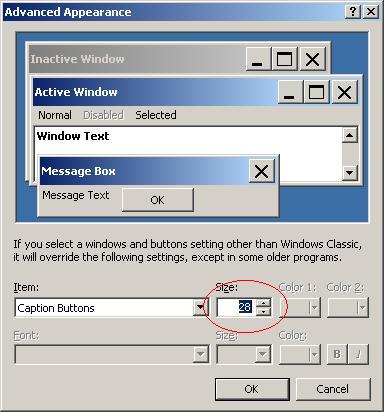 Advanced Appearance
Inactive Window
Active Window
Normal Disabled Selected
Window Text
Message Box
Message Text
OK
If you select a windows and buttons setting other than Windows Classic,
it will override the following settings, except in some older programs.
Item: Size: Color 1: Color 2:
Caption Buttons 28
Font: Size: Color:
B I
OK Cancel